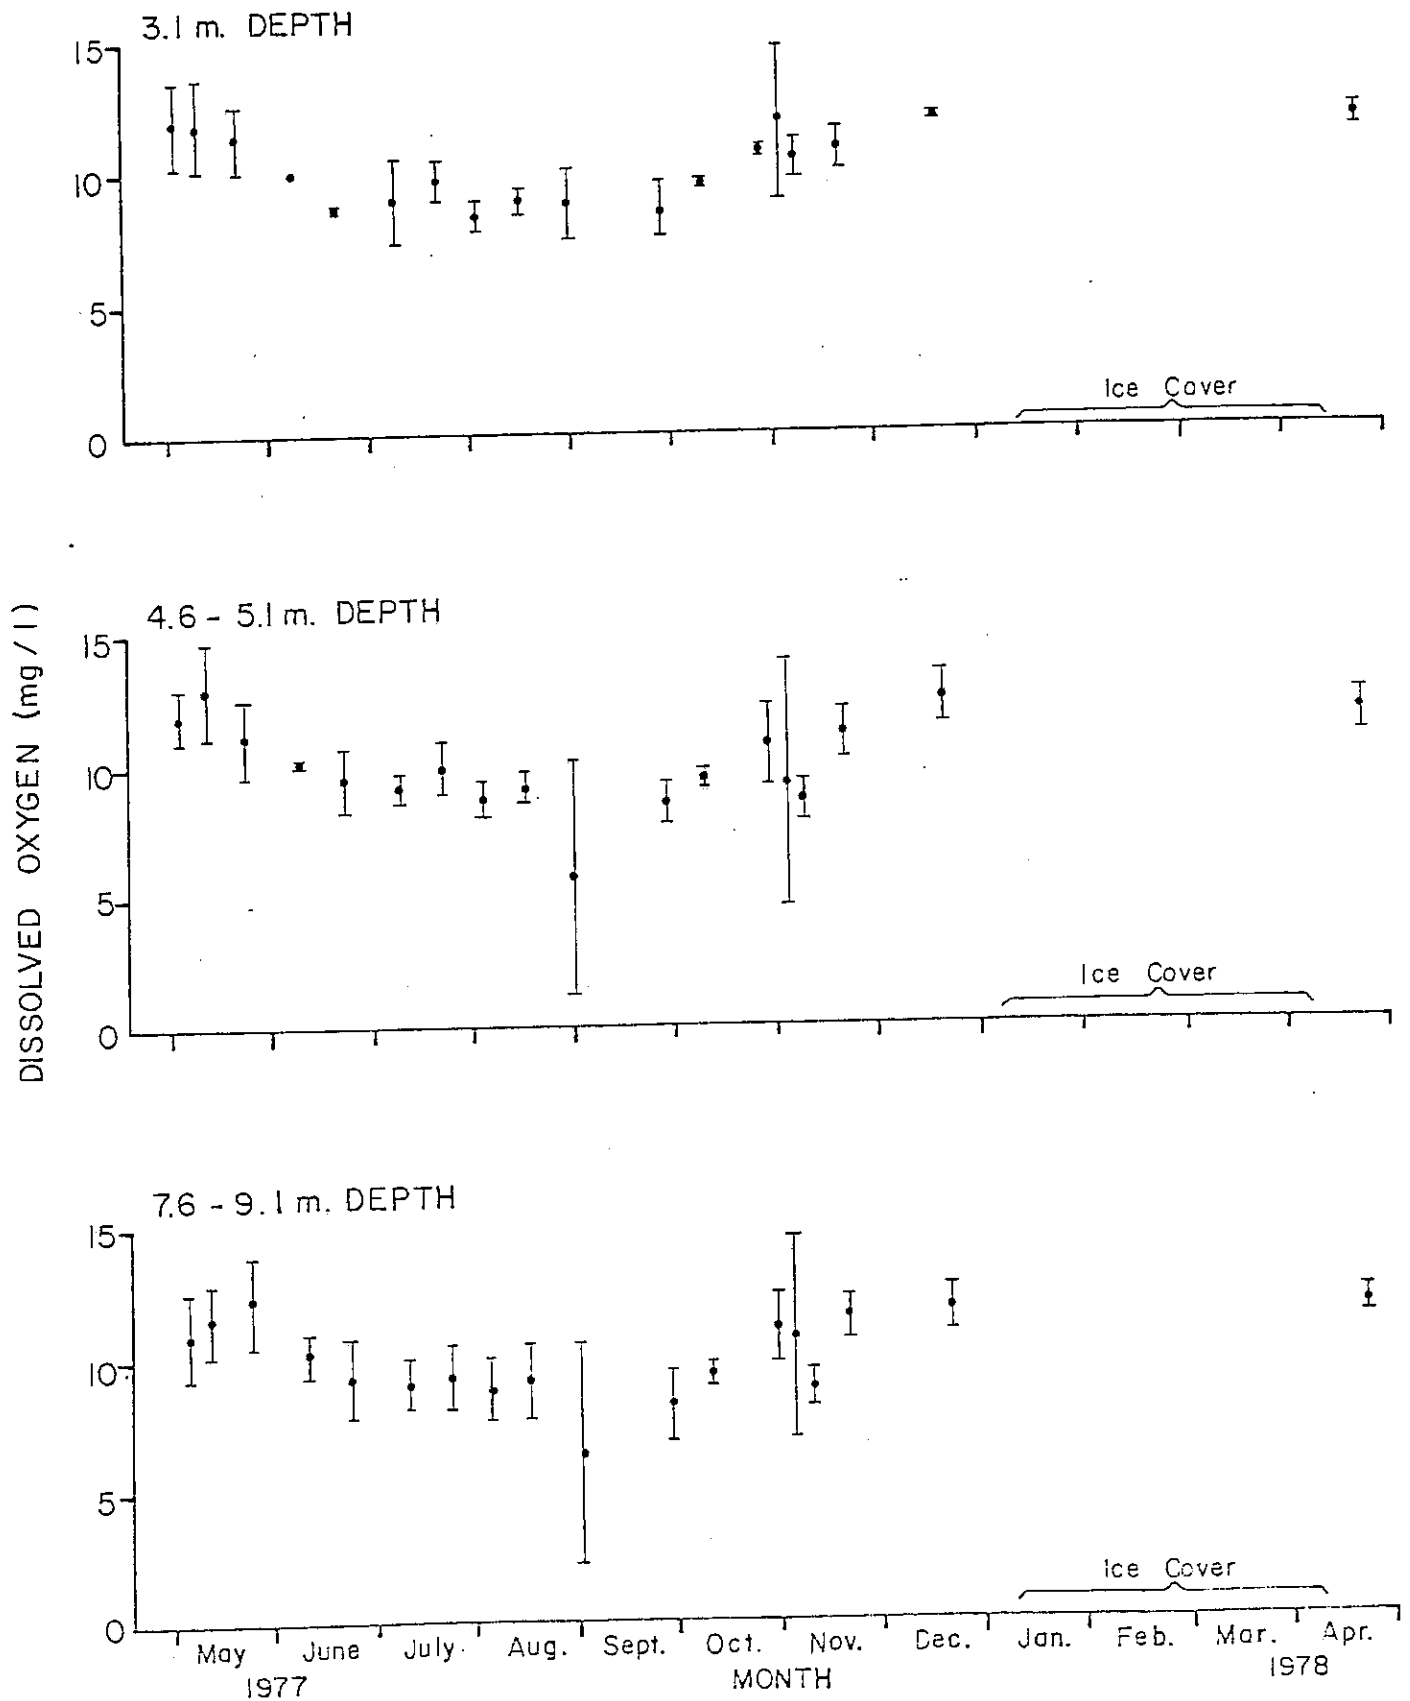 3.1 m. DEPTH
15
10
5
0
Ice Cover
DISSOLVED OXYGEN (mg/l)
4.6 - 5.1 m. DEPTH
15
10
5
0
Ice Cover
7.6 - 9.1 m. DEPTH
15
10
5
0
Ice Cover
May June July Aug. Sept. Oct. Nov. Dec. Jan. Feb. Mar. Apr.
1977 MONTH 1978